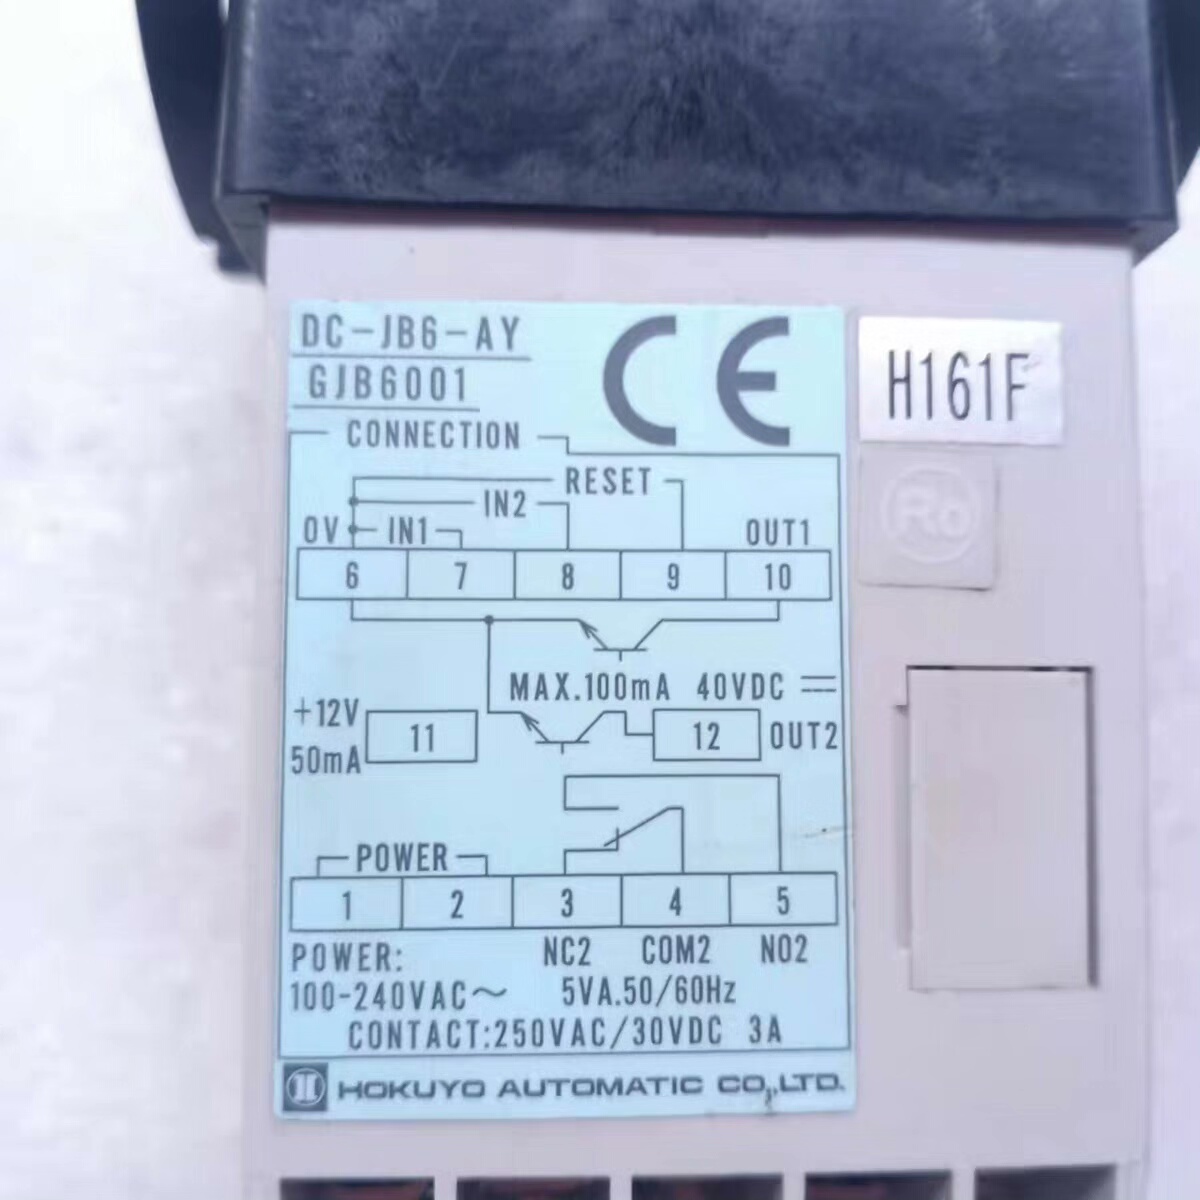 DC-JB6-AY
GJB6001
H161F
CONNECTION
RESET
IN2
0V IN1 OUT1
6 7 8 9 10
MAX.100mA 40VDC
+12V
50mA
11 12 OUT2
POWER
1 2 3 4 5
POWER: NC2 COM2 NO2
100-240VAC～ 5VA.50/60Hz
CONTACT:250VAC/30VDC 3A
HOKUYO AUTOMATIC CO.,LTD.
Ro